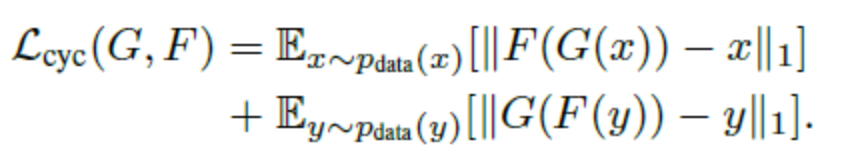 ℒcyc(G, F) = 𝔼x∼pdata(x)[‖F(G(x)) − x‖1]
+ 𝔼y∼pdata(y)[‖G(F(y)) − y‖1].